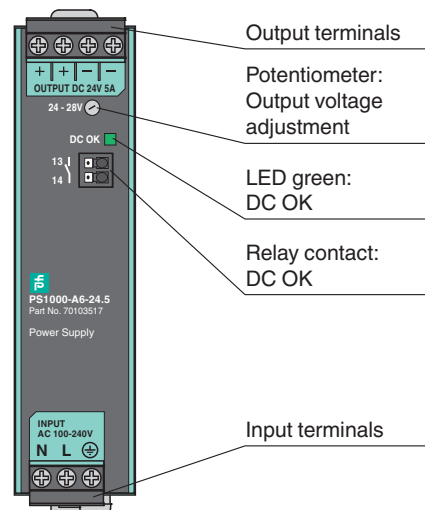 Output terminals
+ + − −
OUTPUT DC 24V 5A
Potentiometer:
Output voltage
adjustment
24 - 28V
DC OK
LED green:
DC OK
13
14
Relay contact:
DC OK
PS1000-A6-24.5
Part No. 70103517
Power Supply
INPUT
AC 100-240V
N L
Input terminals